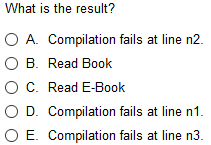 What is the result?
A. Compilation fails at line n2.
B. Read Book
C. Read E-Book
D. Compilation fails at line n1.
E. Compilation fails at line n3.